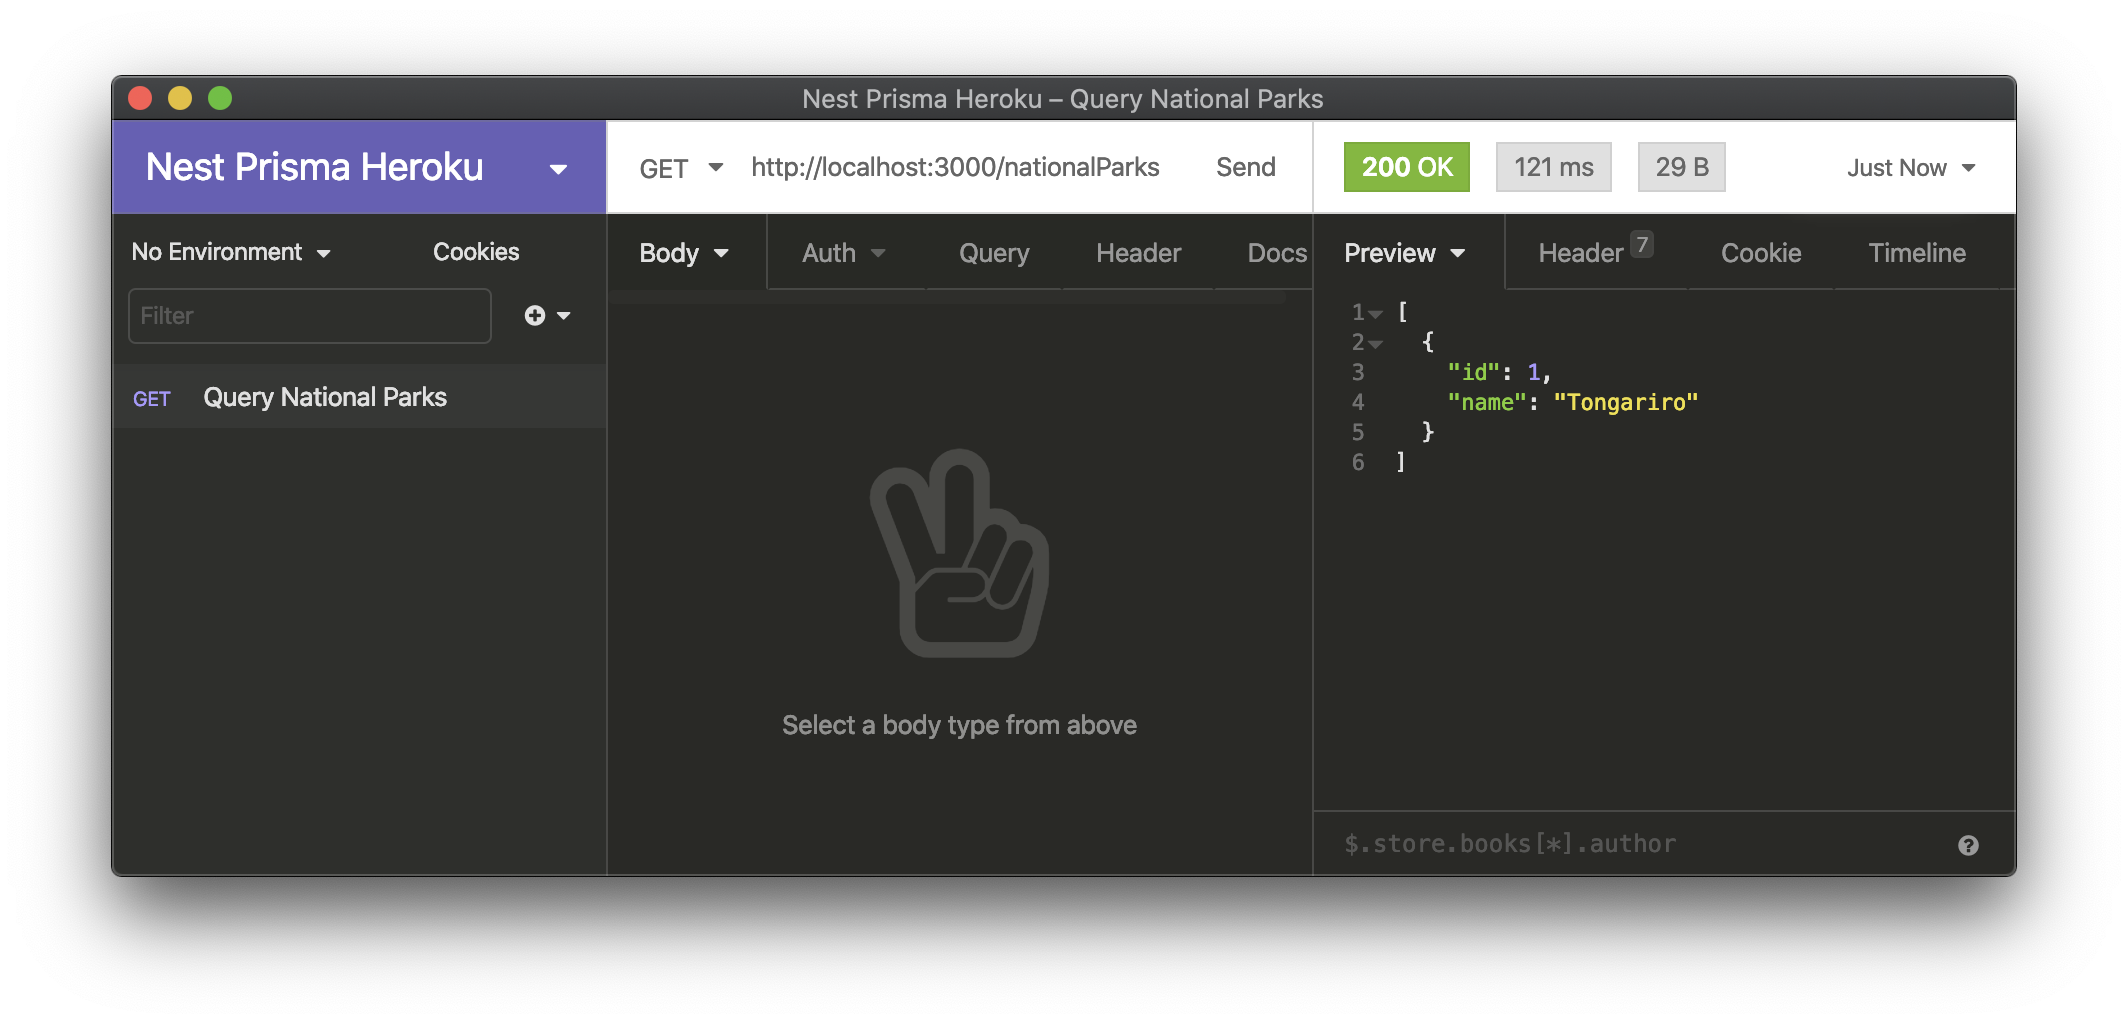 Nest Prisma Heroku – Query National Parks
Nest Prisma Heroku
GET http://localhost:3000/nationalParks Send
200 OK 121 ms 29 B Just Now
No Environment Cookies
Body Auth Query Header Docs
Preview Header 7 Cookie Timeline
Filter
GET Query National Parks
Select a body type from above
1 [
2 {
3 "id": 1,
4 "name": "Tongariro"
5 }
6 ]
$.store.books[*].author